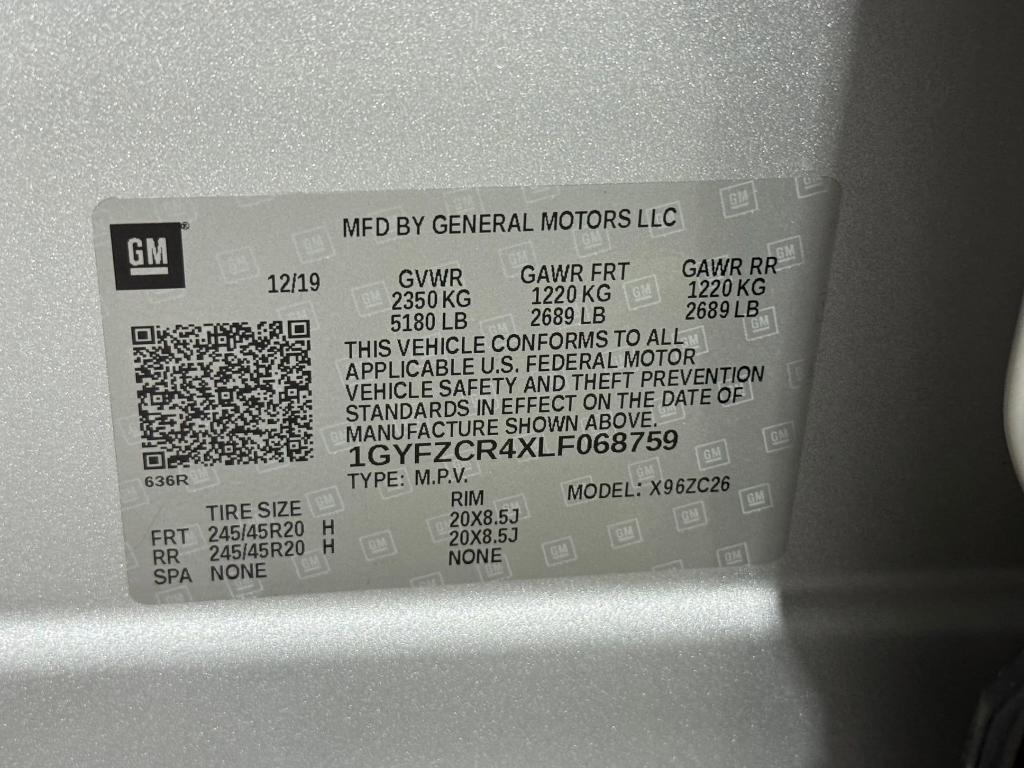 GM®
MFD BY GENERAL MOTORS LLC
12/19 GVWR GAWR FRT GAWR RR
2350 KG 1220 KG 1220 KG
5180 LB 2689 LB 2689 LB
THIS VEHICLE CONFORMS TO ALL
APPLICABLE U.S. FEDERAL MOTOR
VEHICLE SAFETY AND THEFT PREVENTION
STANDARDS IN EFFECT ON THE DATE OF
MANUFACTURE SHOWN ABOVE.
1GYFZCR4XLF068759
636R
TYPE: M.P.V. MODEL: X96ZC26
TIRE SIZE RIM
FRT 245/45R20 H 20X8.5J
RR 245/45R20 H 20X8.5J
SPA NONE NONE